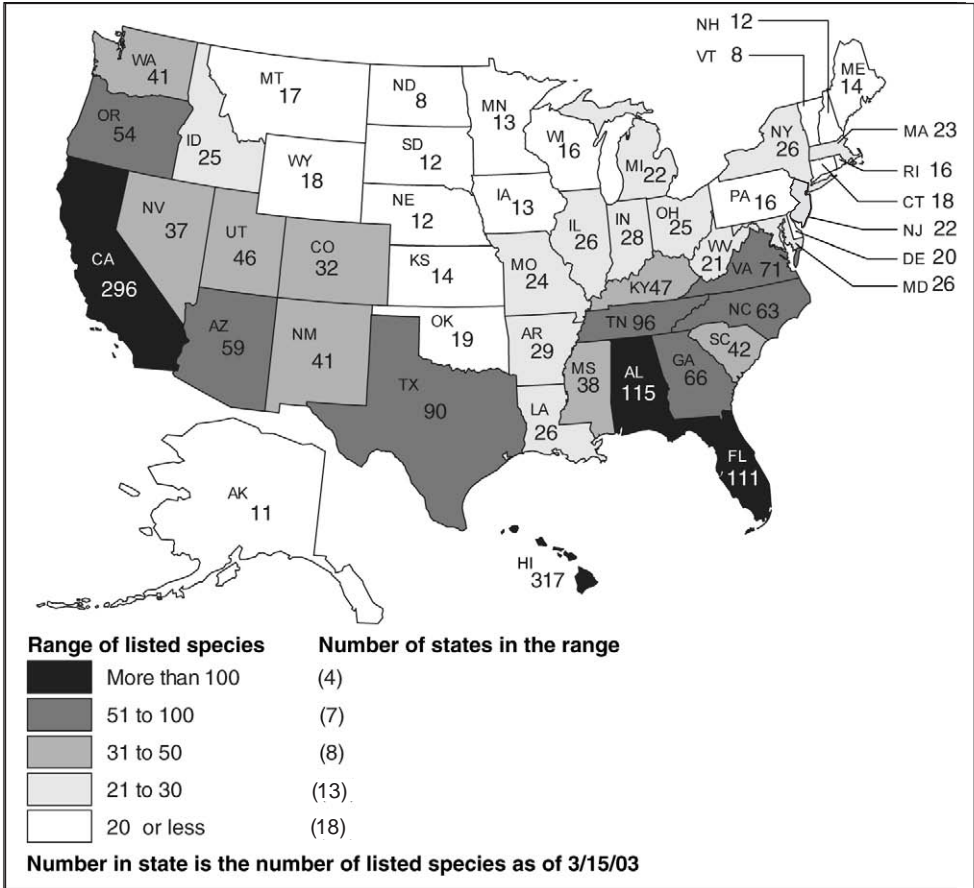 NH 12
VT 8
WA
41
MT
17
ND
8
MN
13
ME
14
OR
54
ID
25
WY
18
SD
12
WI
16
MI
22
NY
26
MA 23
RI 16
CT 18
NJ 22
DE 20
MD 26
NV
37
UT
46
CO
32
NE
12
IA
13
IL
26
IN
28
OH
25
PA 16
CA
296
KS
14
MO
24
WV
21
VA 71
KY47
AZ
59
NM
41
OK
19
AR
29
TN 96
NC 63
SC
42
TX
90
LA
26
MS
38
AL
115
GA
66
FL
111
AK
11
HI
317
Range of listed species Number of states in the range
More than 100 (4)
51 to 100 (7)
31 to 50 (8)
21 to 30 (13)
20 or less (18)
Number in state is the number of listed species as of 3/15/03